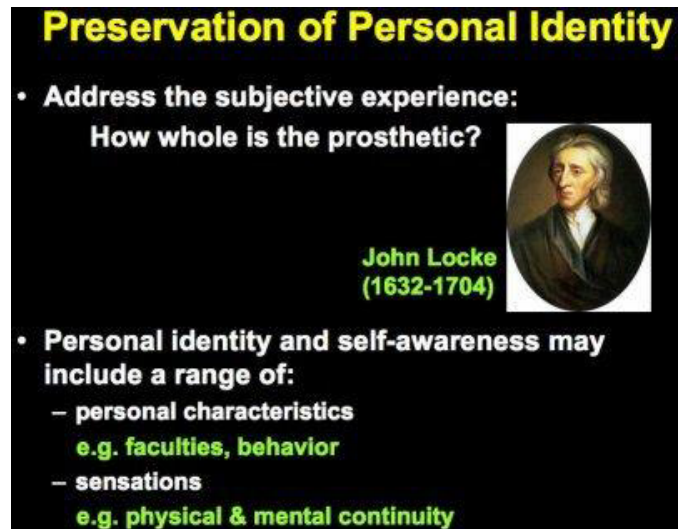 Preservation of Personal Identity
• Address the subjective experience:
How whole is the prosthetic?
John Locke
(1632-1704)
• Personal identity and self-awareness may
include a range of:
– personal characteristics
e.g. faculties, behavior
– sensations
e.g. physical & mental continuity